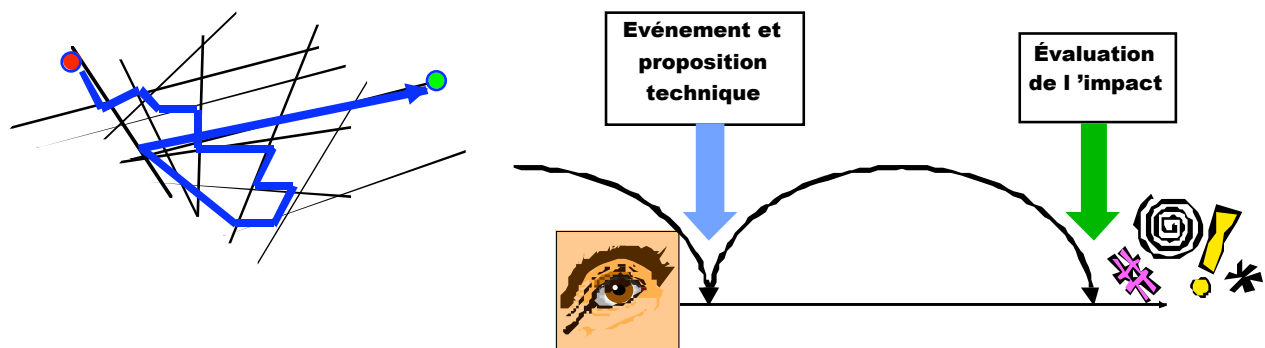 Evénement et
proposition
technique
Évaluation
de l ’impact